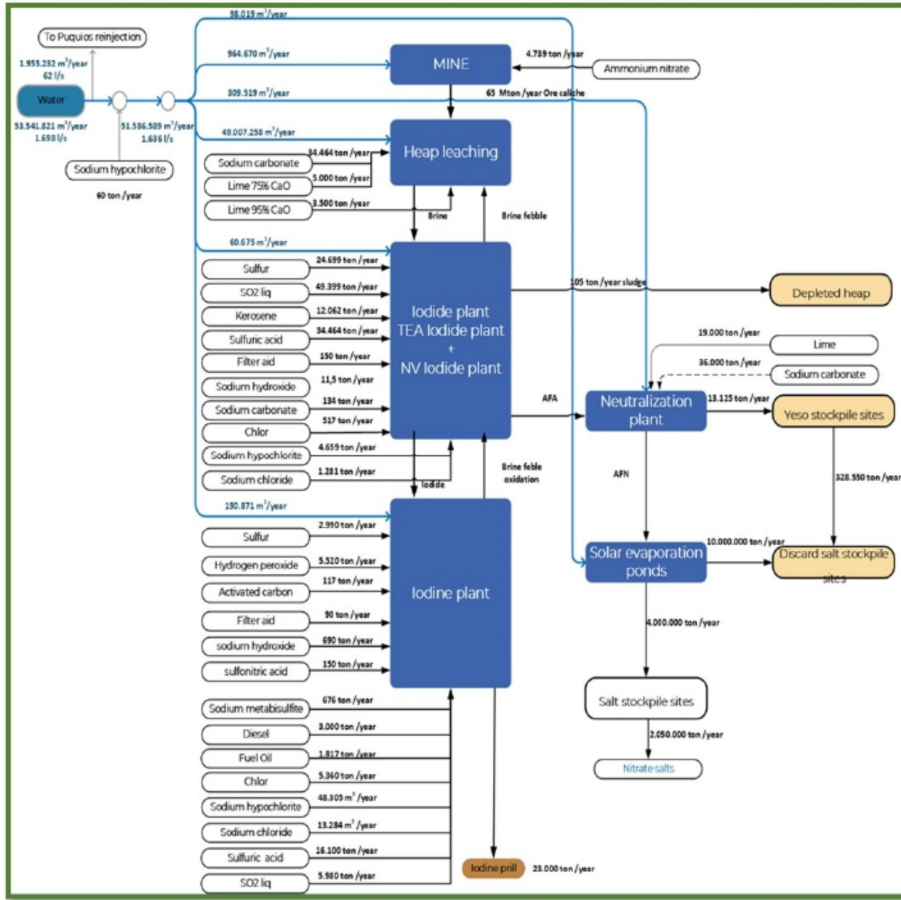 98.019 m³/year
To Puquios reinjection
964.670 m³/year
MINE
4.739 ton/year
Ammonium nitrate
1.955.232 m³/year
62 l/s
309.519 m³/year
65 Mton/year Ore caliche
Water
53.541.821 m³/year
1.698 l/s
51.586.589 m³/year
1.636 l/s
49.007.258 m³/year
Sodium hypochlorite
60 ton/year
Heap leaching
34.464 ton/year
Sodium carbonate
5.000 ton/year
Lime 75% CaO
3.500 ton/year
Lime 95% CaO
Brine
Brine febble
60.675 m³/year
24.699 ton/year
Sulfur
49.399 ton/year
SO2 liq
12.062 ton/year
Kerosene
34.464 ton/year
Sulfuric acid
150 ton/year
Filter aid
11,5 ton/year
Sodium hydroxide
134 ton/year
Sodium carbonate
517 ton/year
Chlor
4.659 ton/year
Sodium hypochlorite
1.281 ton/year
Sodium chloride
Iodide plant
TEA Iodide plant
+
NV Iodide plant
105 ton/year sludge
Depleted heap
19.000 ton/year
Lime
36.000 ton/year
Sodium carbonate
AFA
Neutralization
plant
13.125 ton/year
Yeso stockpile sites
Iodide
Brine feble
oxidation
AFN
328.550 ton/year
190.871 m³/year
2.990 ton/year
Sulfur
5.520 ton/year
Hydrogen peroxide
117 ton/year
Activated carbon
90 ton/year
Filter aid
690 ton/year
sodium hydroxide
150 ton/year
sulfonitric acid
Iodine plant
Solar evaporation
ponds
10.000.000 ton/year
Discard salt stockpile
sites
4.000.000 ton/year
Salt stockpile sites
2.050.000 ton/year
Nitrate salts
676 ton/year
Sodium metabisulfite
3.000 ton/year
Diesel
1.817 ton/year
Fuel Oil
5.360 ton/year
Chlor
48.305 m³/year
Sodium hypochlorite
13.284 m³/year
Sodium chloride
16.100 ton/year
Sulfuric acid
5.980 ton/year
SO2 liq
Iodine prill
23.000 ton/year